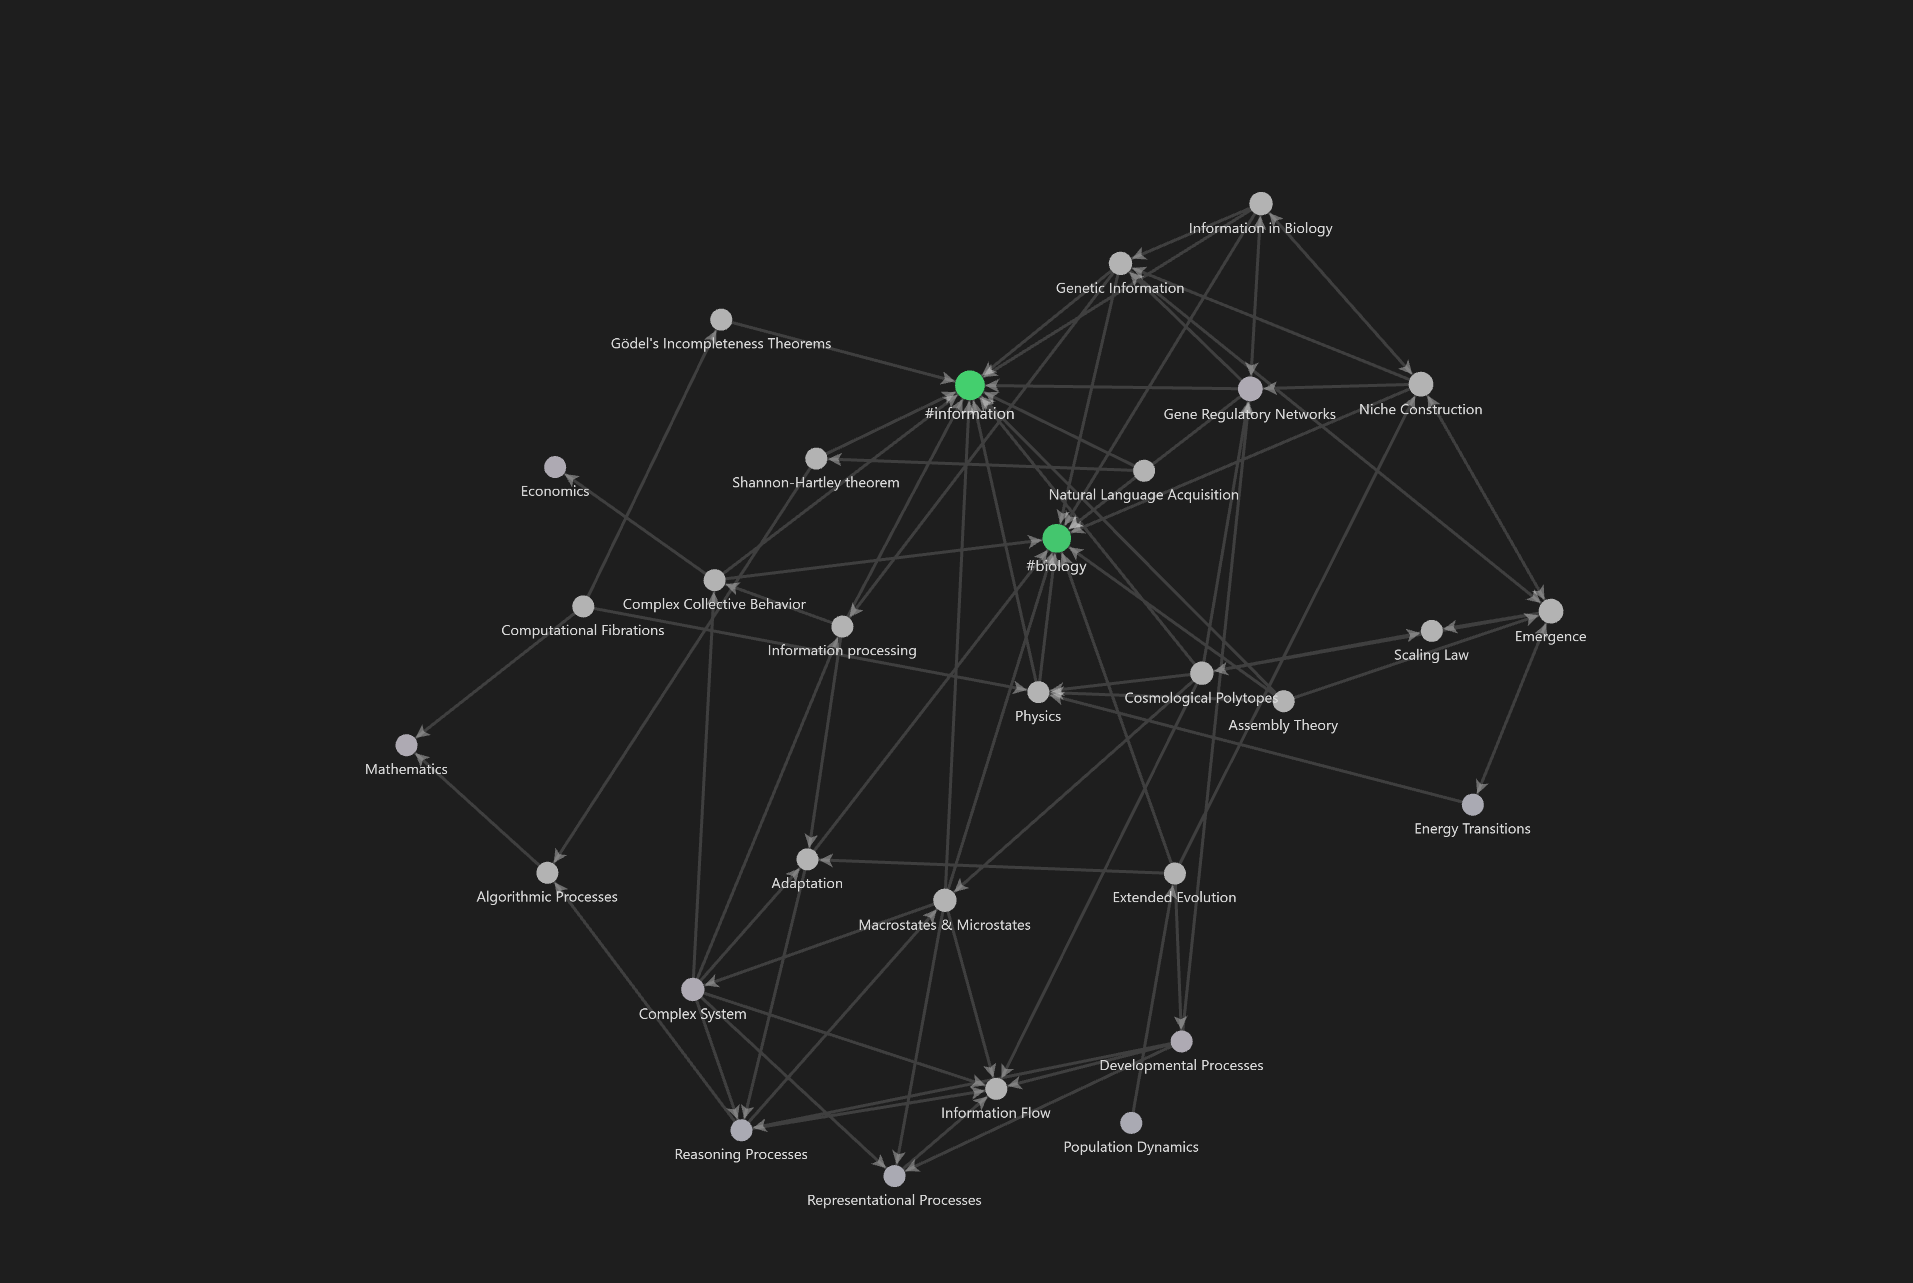 Information in Biology
Genetic Information
Gödel's Incompleteness Theorems
#information
Gene Regulatory Networks
Niche Construction
Shannon-Hartley theorem
Economics
Natural Language Acquisition
#biology
Complex Collective Behavior
Computational Fibrations
Information processing
Emergence
Scaling Law
Cosmological Polytopes
Physics
Assembly Theory
Mathematics
Energy Transitions
Adaptation
Algorithmic Processes
Extended Evolution
Macrostates & Microstates
Complex System
Developmental Processes
Information Flow
Population Dynamics
Reasoning Processes
Representational Processes